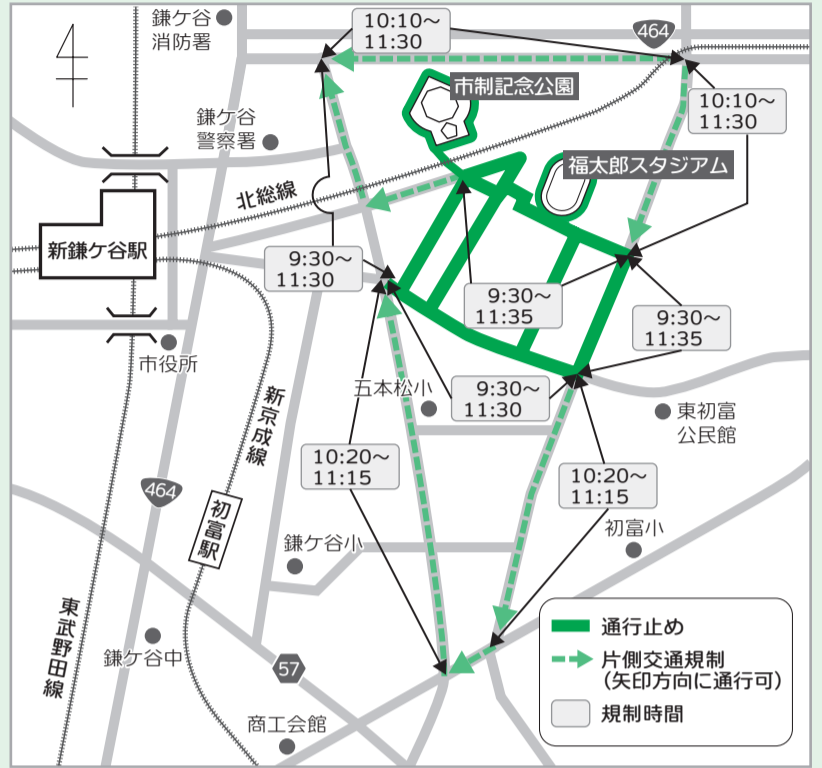 鎌ケ谷
消防署
10:10～
11:30
464
市制記念公園
10:10～
11:30
鎌ケ谷
警察署
福太郎スタジアム
北総線
新鎌ケ谷駅
9:30～
11:30
9:30～
11:35
9:30～
11:35
市役所
五本松小
9:30～
11:30
東初富
公民館
新京成線
10:20～
11:15
10:20～
11:15
464
初富駅
初富小
鎌ケ谷小
東武野田線
鎌ケ谷中
57
商工会館
通行止め
片側交通規制
(矢印方向に通行可)
規制時間